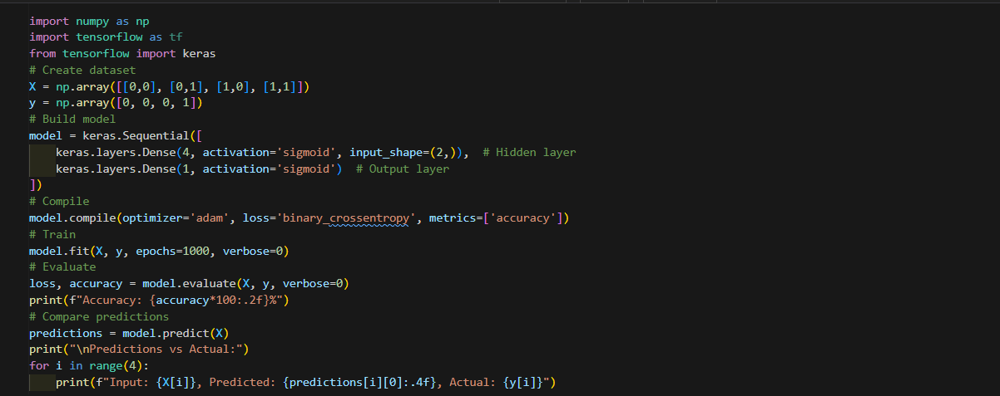 import numpy as np
import tensorflow as tf
from tensorflow import keras
# Create dataset
X = np.array([[0,0], [0,1], [1,0], [1,1]])
y = np.array([0, 0, 0, 1])
# Build model
model = keras.Sequential([
    keras.layers.Dense(4, activation='sigmoid', input_shape=(2,)),  # Hidden layer
    keras.layers.Dense(1, activation='sigmoid')  # Output layer
])
# Compile
model.compile(optimizer='adam', loss='binary_crossentropy', metrics=['accuracy'])
# Train
model.fit(X, y, epochs=1000, verbose=0)
# Evaluate
loss, accuracy = model.evaluate(X, y, verbose=0)
print(f"Accuracy: {accuracy*100:.2f}%")
# Compare predictions
predictions = model.predict(X)
print("\nPredictions vs Actual:")
for i in range(4):
    print(f"Input: {X[i]}, Predicted: {predictions[i][0]:.4f}, Actual: {y[i]}")